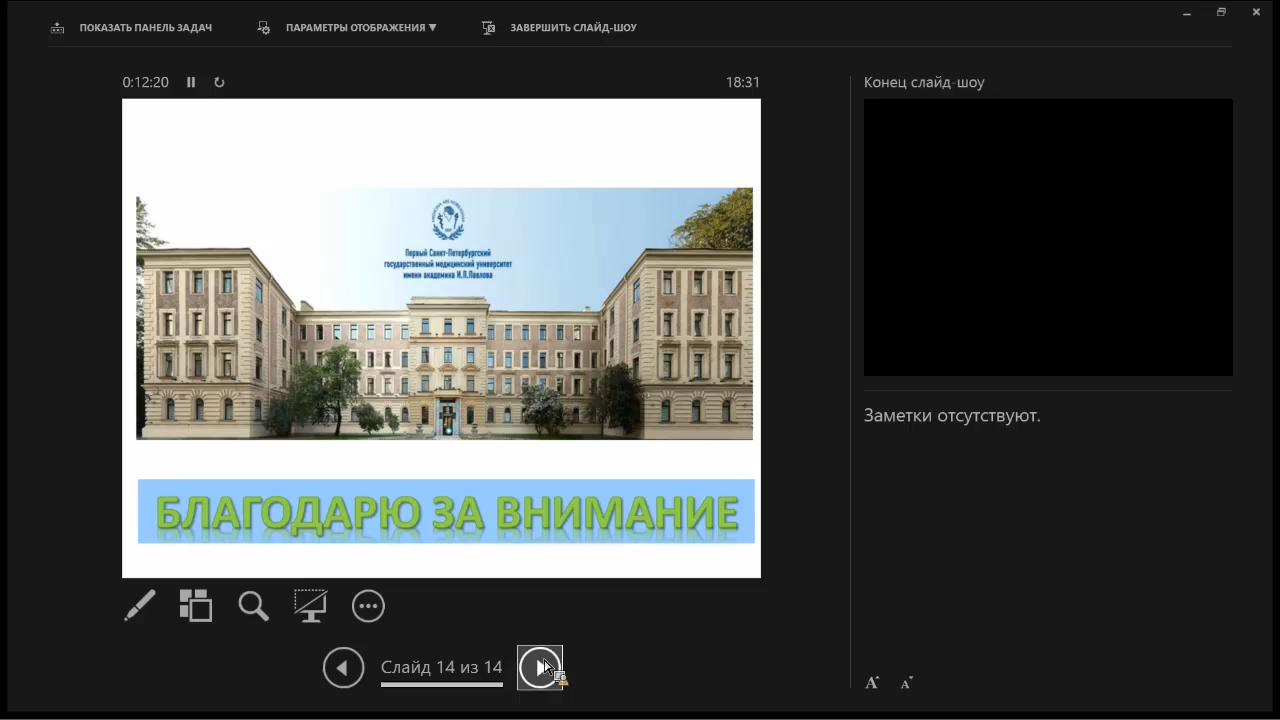 ПОКАЗАТЬ ПАНЕЛЬ ЗАДАЧ
ПАРАМЕТРЫ ОТОБРАЖЕНИЯ ▼
ЗАВЕРШИТЬ СЛАЙД-ШОУ
0:12:20
18:31
Конец слайд-шоу
Первый Санкт-Петербургский
государственный медицинский университет
имени академика И.П.Павлова
БЛАГОДАРЮ ЗА ВНИМАНИЕ
Заметки отсутствуют.
Слайд 14 из 14
A A